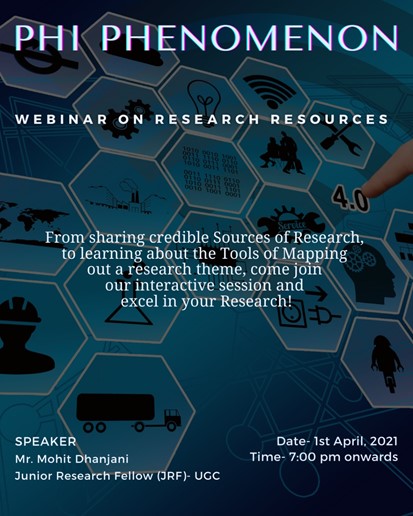 PHI PHENOMENON
WEBINAR ON RESEARCH RESOURCES
4.0
Service
From sharing credible Sources of Research,
to learning about the Tools of Mapping
out a research theme, come join
our interactive session and
excel in your Research!
SPEAKER
Mr. Mohit Dhanjani
Junior Research Fellow (JRF)- UGC
Date- 1st April, 2021
Time- 7:00 pm onwards